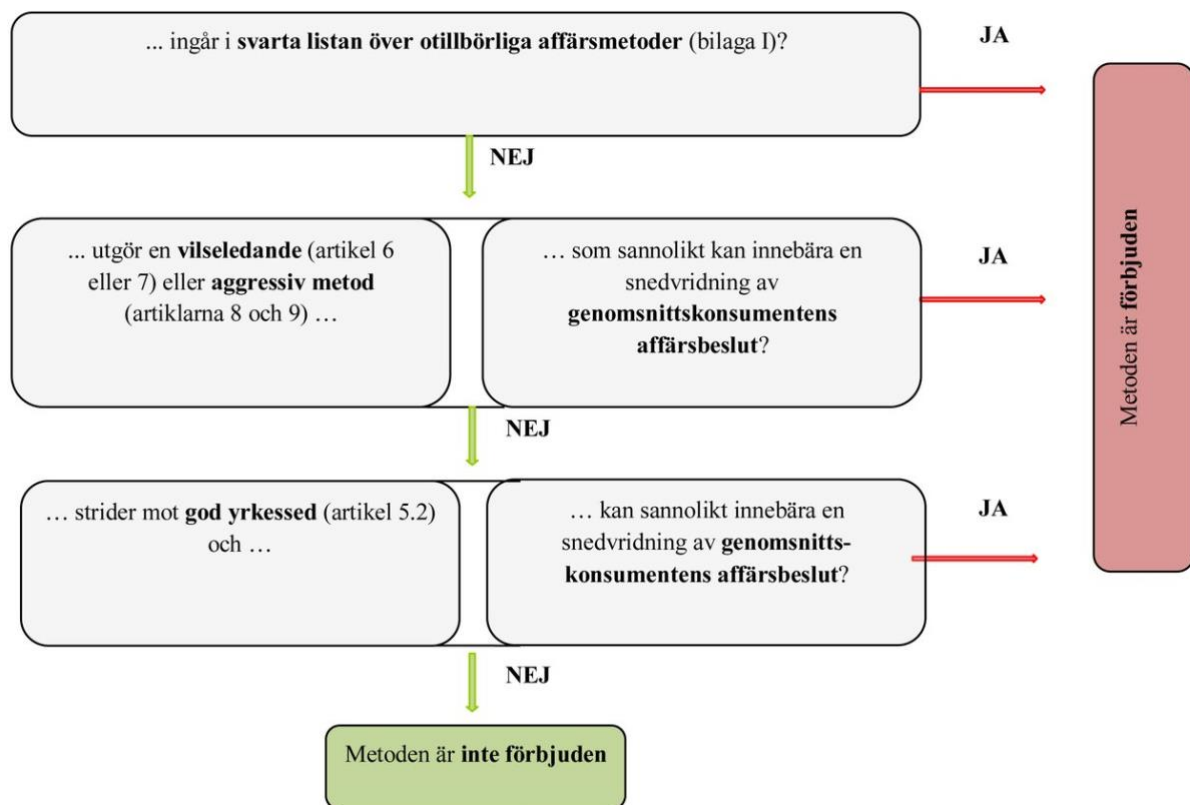 ... ingår i svarta listan över otillbörliga affärsmetoder (bilaga I)?
JA
NEJ
... utgör en vilseledande (artikel 6
eller 7) eller aggressiv metod
(artiklarna 8 och 9) …
… som sannolikt kan innebära en
snedvridning av
genomsnittskonsumentens
affärsbeslut?
JA
NEJ
… strider mot god yrkessed (artikel 5.2)
och …
… kan sannolikt innebära en
snedvridning av genomsnitts-
konsumentens affärsbeslut?
JA
NEJ
Metoden är inte förbjuden
Metoden är förbjuden